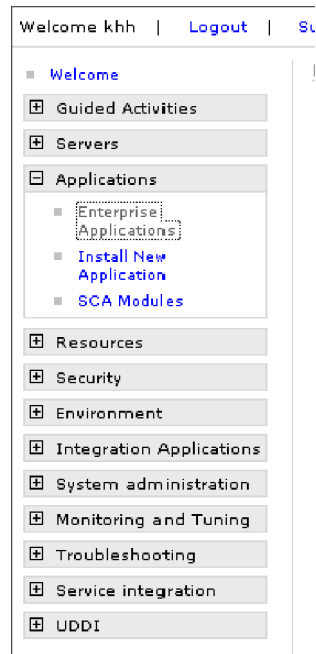 Welcome khh | Logout | Su
Welcome
Guided Activities
Servers
Applications
Enterprise
Applications
Install New
Application
SCA Modules
Resources
Security
Environment
Integration Applications
System administration
Monitoring and Tuning
Troubleshooting
Service integration
UDDI